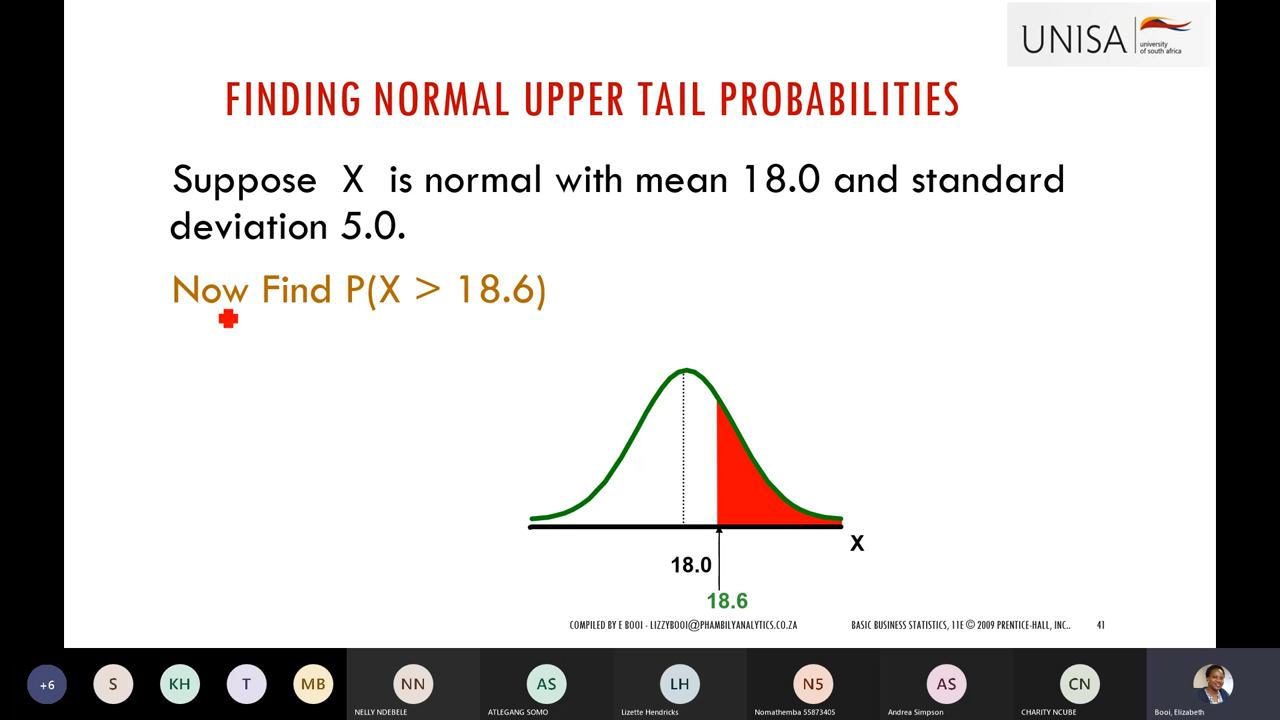 UNISA
university
of south africa
FINDING NORMAL UPPER TAIL PROBABILITIES
Suppose X is normal with mean 18.0 and standard
deviation 5.0.
Now Find P(X > 18.6)
X
18.0
18.6
COMPILED BY E BOOI - LIZZYBOOI@PHAMBILYANALYTICS.CO.ZA
BASIC BUSINESS STATISTICS, 11E © 2009 PRENTICE-HALL, INC..
41
+6
S
KH
T
MB
NN
AS
LH
N5
AS
CN
NELLY NDEBELE
ATLEGANG SOMO
Lizette Hendricks
Nomathemba 55873405
Andrea Simpson
CHARITY NCUBE
Booi, Elizabeth